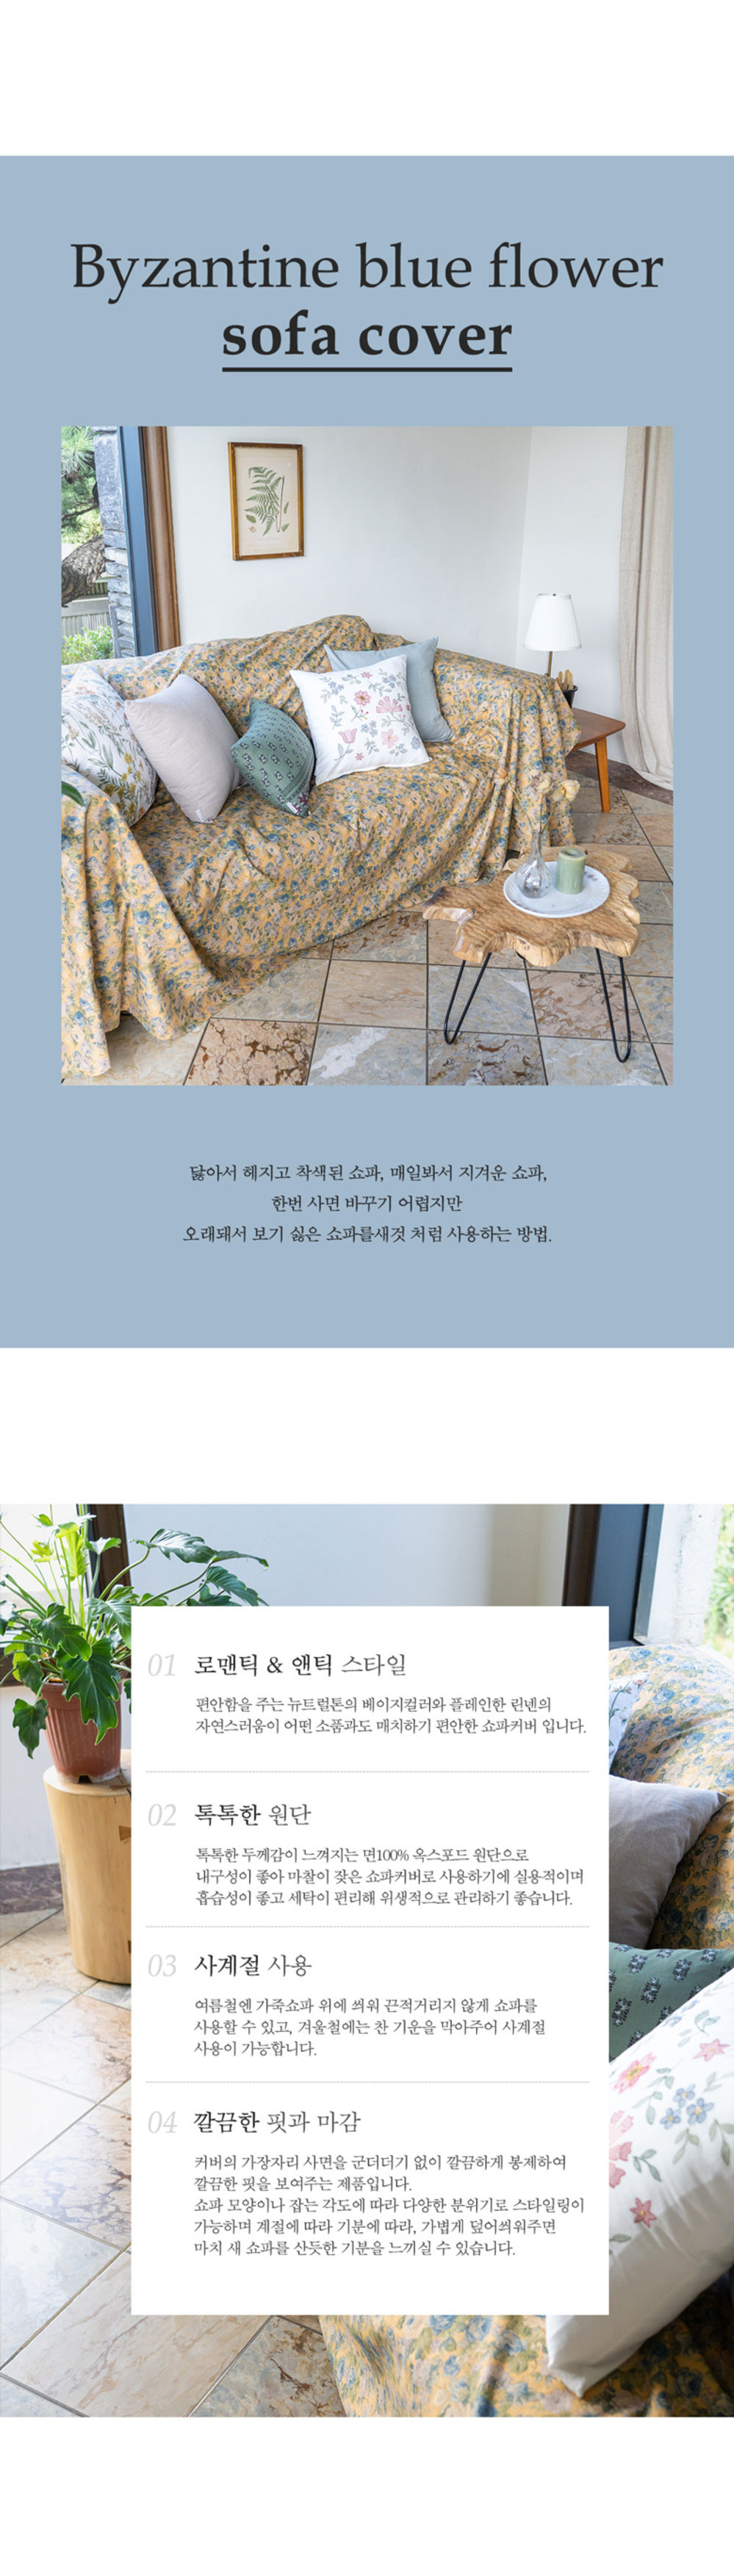 Byzantine blue flower
sofa cover
닳아서 헤지고 착색된 쇼파, 매일봐서 지겨운 쇼파,
한번 사면 바꾸기 어렵지만
오래돼서 보기 싫은 쇼파를새것 처럼 사용하는 방법.
01 로맨틱 & 앤틱 스타일
편안함을 주는 뉴트럴톤의 베이지컬러와 플레인한 린넨의
자연스러움이 어떤 소품과도 매치하기 편안한 쇼파커버 입니다.
02 톡톡한 원단
톡톡한 두께감이 느껴지는 면100% 옥스포드 원단으로
내구성이 좋아 마찰이 잦은 쇼파커버로 사용하기에 실용적이며
흡습성이 좋고 세탁이 편리해 위생적으로 관리하기 좋습니다.
03 사계절 사용
여름철엔 가죽쇼파 위에 씌워 끈적거리지 않게 쇼파를
사용할 수 있고, 겨울철에는 찬 기운을 막아주어 사계절
사용이 가능합니다.
04 깔끔한 핏과 마감
커버의 가장자리 사면을 군더더기 없이 깔끔하게 봉제하여
깔끔한 핏을 보여주는 제품입니다.
쇼파 모양이나 잡는 각도에 따라 다양한 분위기로 스타일링이
가능하며 계절에 따라 기분에 따라, 가볍게 덮어씌워주면
마치 새 쇼파를 산듯한 기분을 느끼실 수 있습니다.